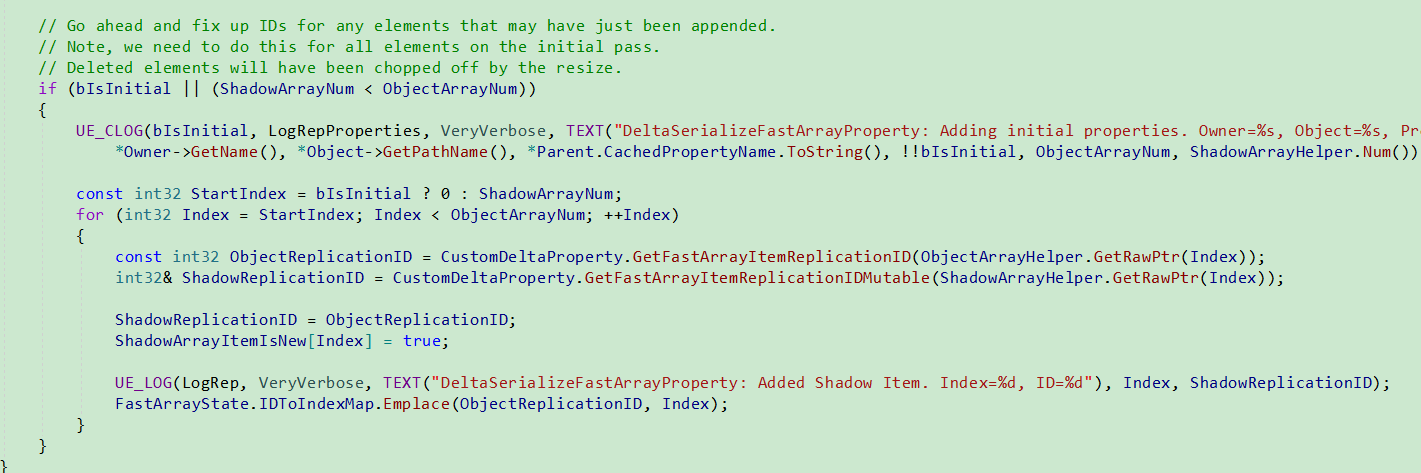 // Go ahead and fix up IDs for any elements that may have just been appended.
// Note, we need to do this for all elements on the initial pass.
// Deleted elements will have been chopped off by the resize.
if (bIsInitial || (ShadowArrayNum < ObjectArrayNum))
{
UE_CLOG(bIsInitial, LogRepProperties, VeryVerbose, TEXT("DeltaSerializeFastArrayProperty: Adding initial properties. Owner=%s, Object=%s, Pr
*Owner->GetName(), *Object->GetPathName(), *Parent.CachedPropertyName.ToString(), !!bIsInitial, ObjectArrayNum, ShadowArrayHelper.Num())
const int32 StartIndex = bIsInitial ? 0 : ShadowArrayNum;
for (int32 Index = StartIndex; Index < ObjectArrayNum; ++Index)
{
const int32 ObjectReplicationID = CustomDeltaProperty.GetFastArrayItemReplicationID(ObjectArrayHelper.GetRawPtr(Index));
int32& ShadowReplicationID = CustomDeltaProperty.GetFastArrayItemReplicationIDMutable(ShadowArrayHelper.GetRawPtr(Index));
ShadowReplicationID = ObjectReplicationID;
ShadowArrayItemIsNew[Index] = true;
UE_LOG(LogRep, VeryVerbose, TEXT("DeltaSerializeFastArrayProperty: Added Shadow Item. Index=%d, ID=%d"), Index, ShadowReplicationID);
FastArrayState.IDToIndexMap.Emplace(ObjectReplicationID, Index);
}
}
}